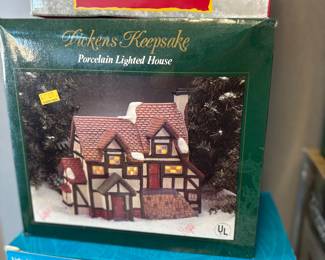 Dickens Keepsake
Porcelain Lighted House
UL